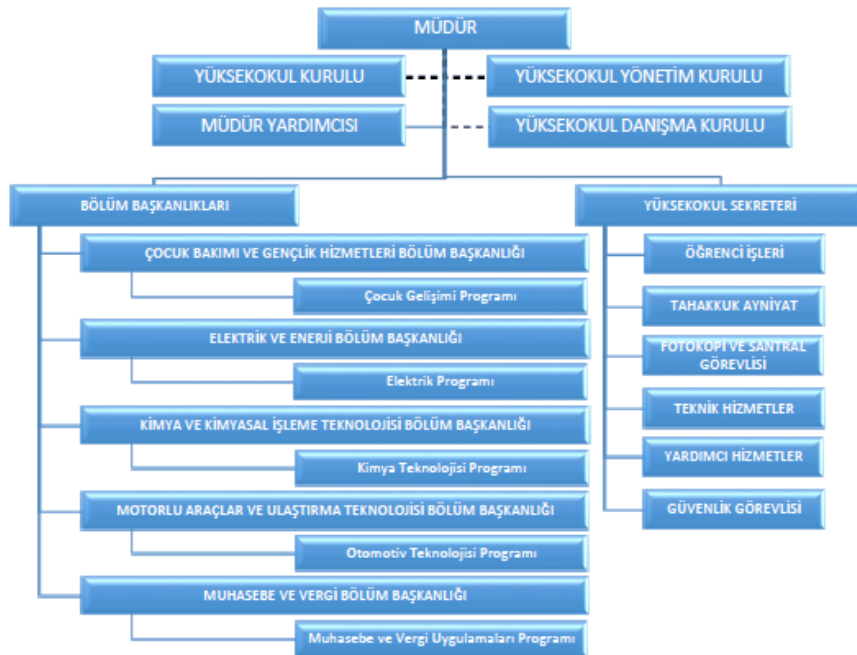 MÜDÜR
YÜKSEKOKUL KURULU
YÜKSEKOKUL YÖNETİM KURULU
MÜDÜR YARDIMCISI
YÜKSEKOKUL DANIŞMA KURULU
BÖLÜM BAŞKANLIKLARI
ÇOCUK BAKIMI VE GENÇLİK HİZMETLERİ BÖLÜM BAŞKANLIĞI
Çocuk Gelişimi Programı
ELEKTRİK VE ENERJİ BÖLÜM BAŞKANLIĞI
Elektrik Programı
KİMYA VE KİMYASAL İŞLEME TEKNOLOJİSİ BÖLÜM BAŞKANLIĞI
Kimya Teknolojisi Programı
MOTORLU ARAÇLAR VE ULAŞTIRMA TEKNOLOJİSİ BÖLÜM BAŞKANLIĞI
Otomotiv Teknolojisi Programı
MUHASEBE VE VERGİ BÖLÜM BAŞKANLIĞI
Muhasebe ve Vergi Uygulamaları Programı
YÜKSEKOKUL SEKRETERİ
ÖĞRENCİ İŞLERİ
TAHAKKUK AYNİYAT
FOTOKOPİ VE SANTRAL
GÖREVLİSİ
TEKNİK HİZMETLER
YARDIMCI HİZMETLER
GÜVENLİK GÖREVLİSİ